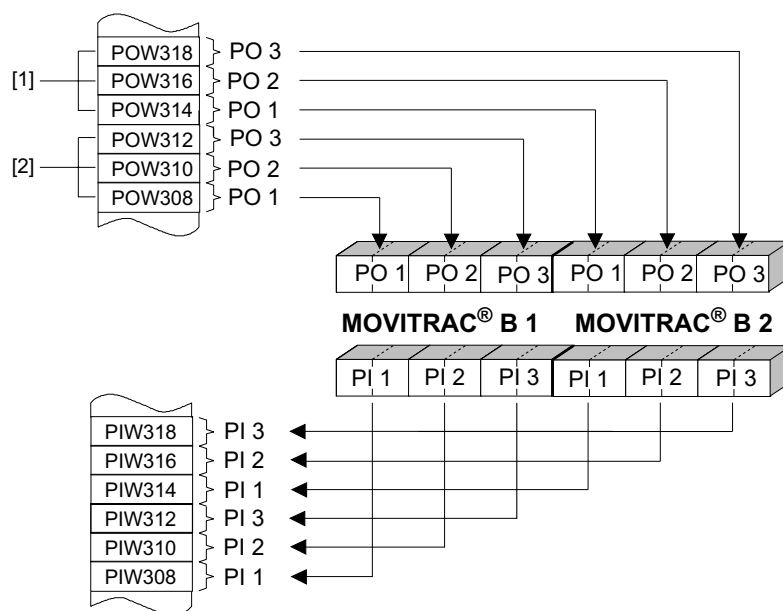 POW318 PO 3
[1] POW316 PO 2
POW314 PO 1
POW312 PO 3
[2] POW310 PO 2
POW308 PO 1
PO 1 PO 2 PO 3 PO 1 PO 2 PO 3
MOVITRAC® B 1 MOVITRAC® B 2
PI 1 PI 2 PI 3 PI 1 PI 2 PI 3
PIW318 PI 3
PIW316 PI 2
PIW314 PI 1
PIW312 PI 3
PIW310 PI 2
PIW308 PI 1